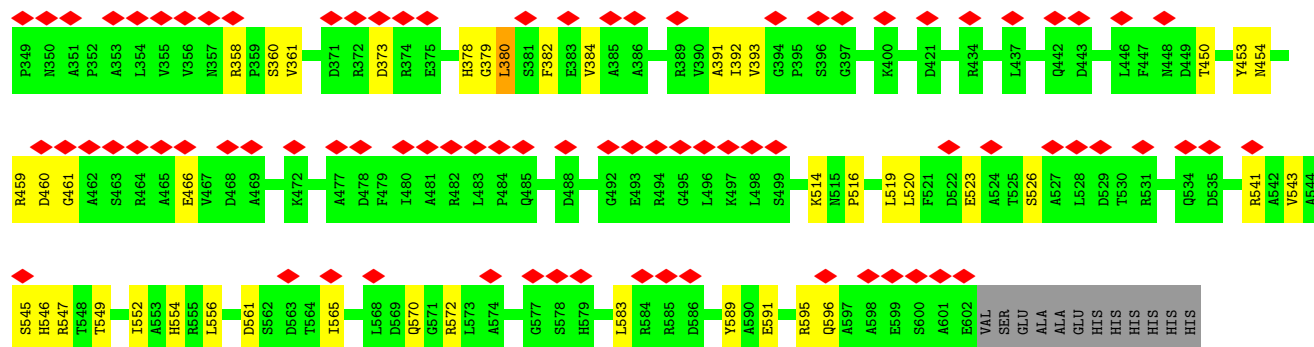 P349 N350 A351 P352 A353 L354 V355 V356 N357 R358 P359 S360 V361 D371 R372 D373 R374 E375 H378 G379 L380 S381 F382 E383 V384 A385 A386 R389 V390 A391 I392 V393 G394 P395 S396 G397 K400 D421 R434 L437 Q442 D443 L446 F447 N448 D449 T450 Y453 N454
R459 D460 G461 A462 S463 R464 A465 E466 V467 D468 A469 K472 A477 D478 F479 I480 A481 R482 L483 P484 Q485 D488 G492 E493 R494 G495 L496 K497 L498 S499 K514 N515 P516 L519 L520 F521 D522 E523 A524 T525 S526 A527 L528 D529 T530 R531 Q534 D535 R541 A542 V543 A544
S545 H546 R547 T548 T549 I552 A553 H554 R555 L556 D561 S562 D563 T564 I565 L568 D569 Q570 G571 R572 L573 A574 G577 S578 H579 L583 R584 R585 D586 Y589 A590 E591 R595 Q596 A597 A598 E599 S600 A601 E602 VAL SER GLU ALA ALA GLU HIS HIS HIS HIS HIS HIS